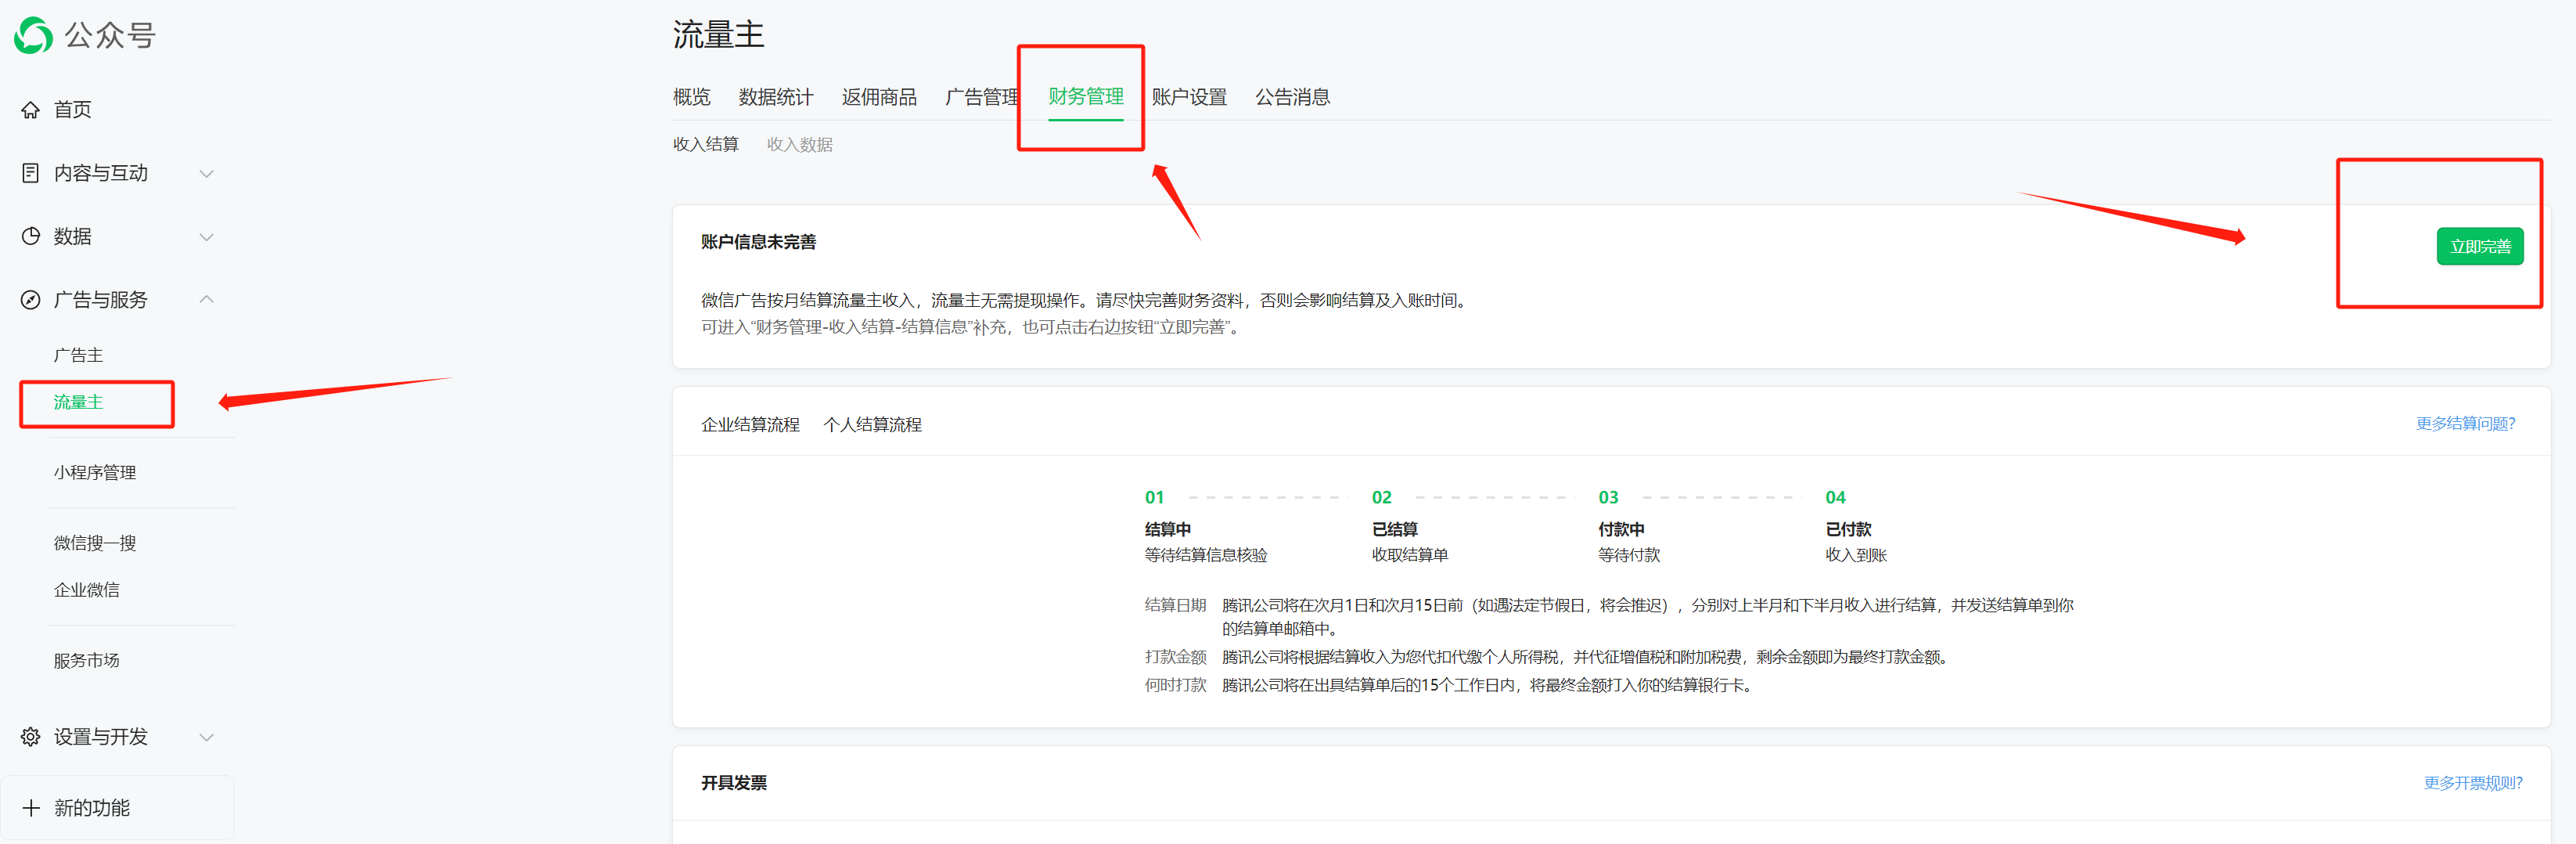 公众号
首页
内容与互动
数据
广告与服务
广告主
流量主
小程序管理
微信搜一搜
企业微信
服务市场
设置与开发
新的功能
流量主
概览 数据统计 返佣商品 广告管理 财务管理 账户设置 公告消息
收入结算 收入数据
账户信息未完善
立即完善
微信广告按月结算流量主收入，流量主无需提现操作。请尽快完善财务资料，否则会影响结算及入账时间。
可进入“财务管理-收入结算-结算信息”补充，也可点击右边按钮“立即完善”。
企业结算流程 个人结算流程 更多结算问题?
01 02 03 04
结算中 已结算 付款中 已付款
等待结算信息核验 收取结算单 等待付款 收入到账
结算日期 腾讯公司将在次月1日和次月15日前（如遇法定节假日，将会推迟），分别对上半月和下半月收入进行结算，并发送结算单到你
的结算单邮箱中。
打款金额 腾讯公司将根据结算收入为您代扣代缴个人所得税，并代征增值税和附加税费，剩余金额即为最终打款金额。
何时打款 腾讯公司将在出具结算单后的15个工作日内，将最终金额打入你的结算银行卡。
开具发票 更多开票规则?